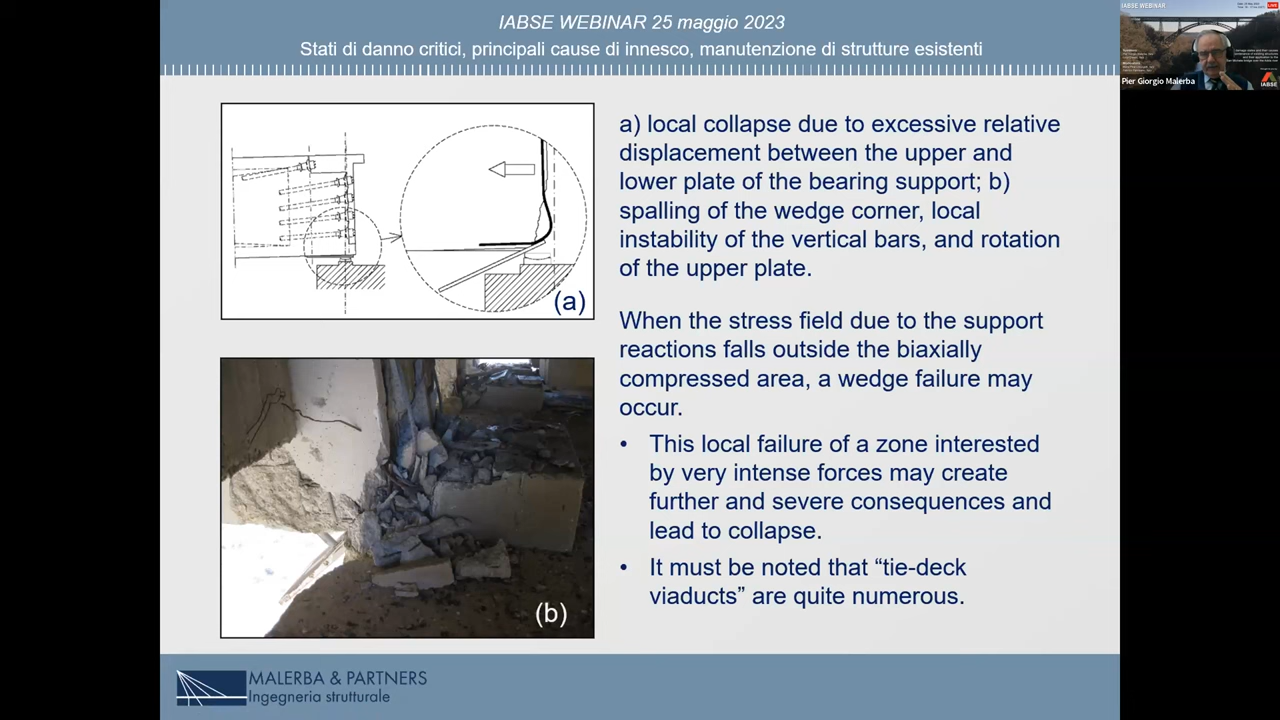 IABSE WEBINAR 25 maggio 2023
Stati di danno critici, principali cause di innesco, manutenzione di strutture esistenti
IABSE WEBINAR
LIVE
Pier Giorgio Malerba
IABSE
a) local collapse due to excessive relative
displacement between the upper and
lower plate of the bearing support; b)
spalling of the wedge corner, local
instability of the vertical bars, and rotation
of the upper plate.
(a)
When the stress field due to the support
reactions falls outside the biaxially
compressed area, a wedge failure may
occur.
• This local failure of a zone interested
by very intense forces may create
further and severe consequences and
lead to collapse.
• It must be noted that “tie-deck
viaducts” are quite numerous.
(b)
MALERBA & PARTNERS
Ingegneria strutturale